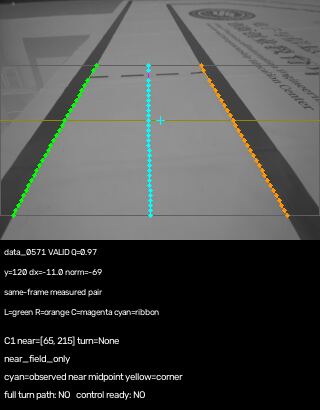 data_0571 VALID Q=0.97
y=120 dx=-11.0 norm=-69
same-frame measured pair
L=green R=orange C=magenta cyan=ribbon
C1 near=[65, 215] turn=None
near_field_only
cyan=observed near midpoint yellow=corner
full turn path: NO control ready: NO